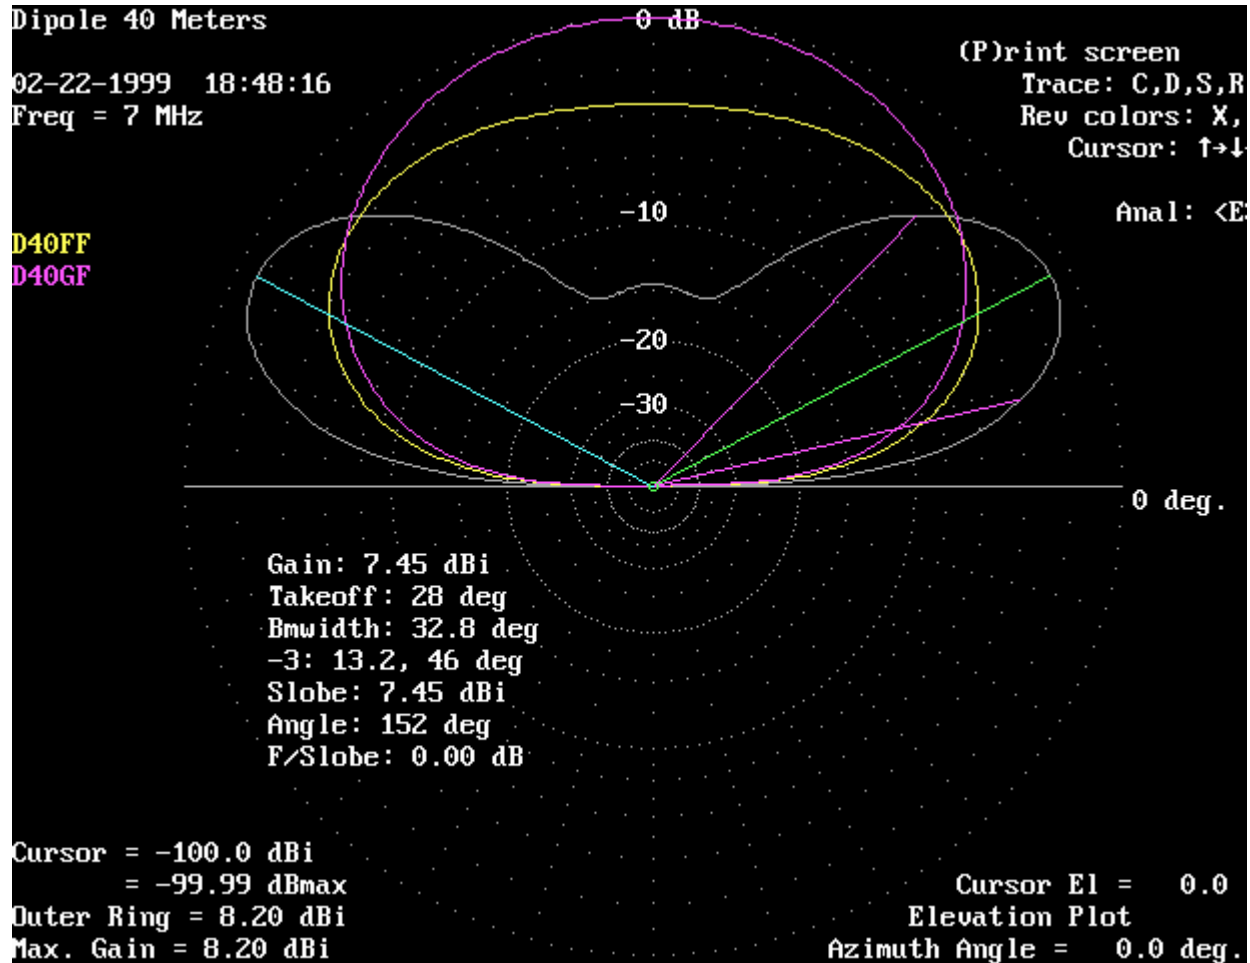 Dipole 40 Meters
0 dB
(P)rint screen
02-22-1999 18:48:16
Trace: C,D,S,R
Freq = 7 MHz
Rev colors: X,
Cursor: ↑→↓
-10
Anal: <E
D40FF
D40GF
-20
-30
0 deg.
Gain: 7.45 dBi
Takeoff: 28 deg
Bmwidth: 32.8 deg
-3: 13.2, 46 deg
Slobe: 7.45 dBi
Angle: 152 deg
F/Slobe: 0.00 dB
Cursor = -100.0 dBi
= -99.99 dBmax
Outer Ring = 8.20 dBi
Max. Gain = 8.20 dBi
Cursor El = 0.0
Elevation Plot
Azimuth Angle = 0.0 deg.